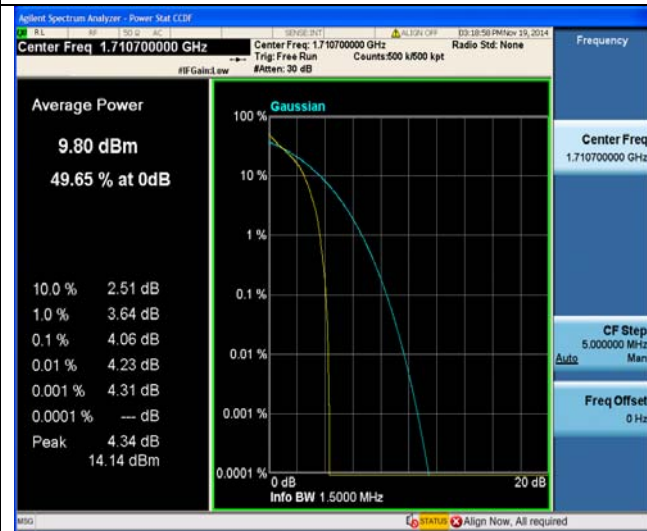 Agilent Spectrum Analyzer - Power Stat CCDF
RL RF 50 Ω AC SENSE:INT ALIGN OFF 03:18:58 PM Nov 19, 2014
Center Freq 1.710700000 GHz
Center Freq: 1.710700000 GHz Radio Std: None
Trig: Free Run Counts:500 k/500 kpt
#IFGain:Low #Atten: 30 dB
Frequency
Average Power
9.80 dBm
49.65 % at 0dB
10.0 % 2.51 dB
1.0 % 3.64 dB
0.1 % 4.06 dB
0.01 % 4.23 dB
0.001 % 4.31 dB
0.0001 % --- dB
Peak 4.34 dB
14.14 dBm
Gaussian
100 %
10 %
1 %
0.1 %
0.01 %
0.001 %
0.0001 %
0 dB 20 dB
Info BW 1.5000 MHz
Center Freq
1.710700000 GHz
CF Step
5.000000 MHz
Auto Man
Freq Offset
0 Hz
MSG STATUS Align Now, All required